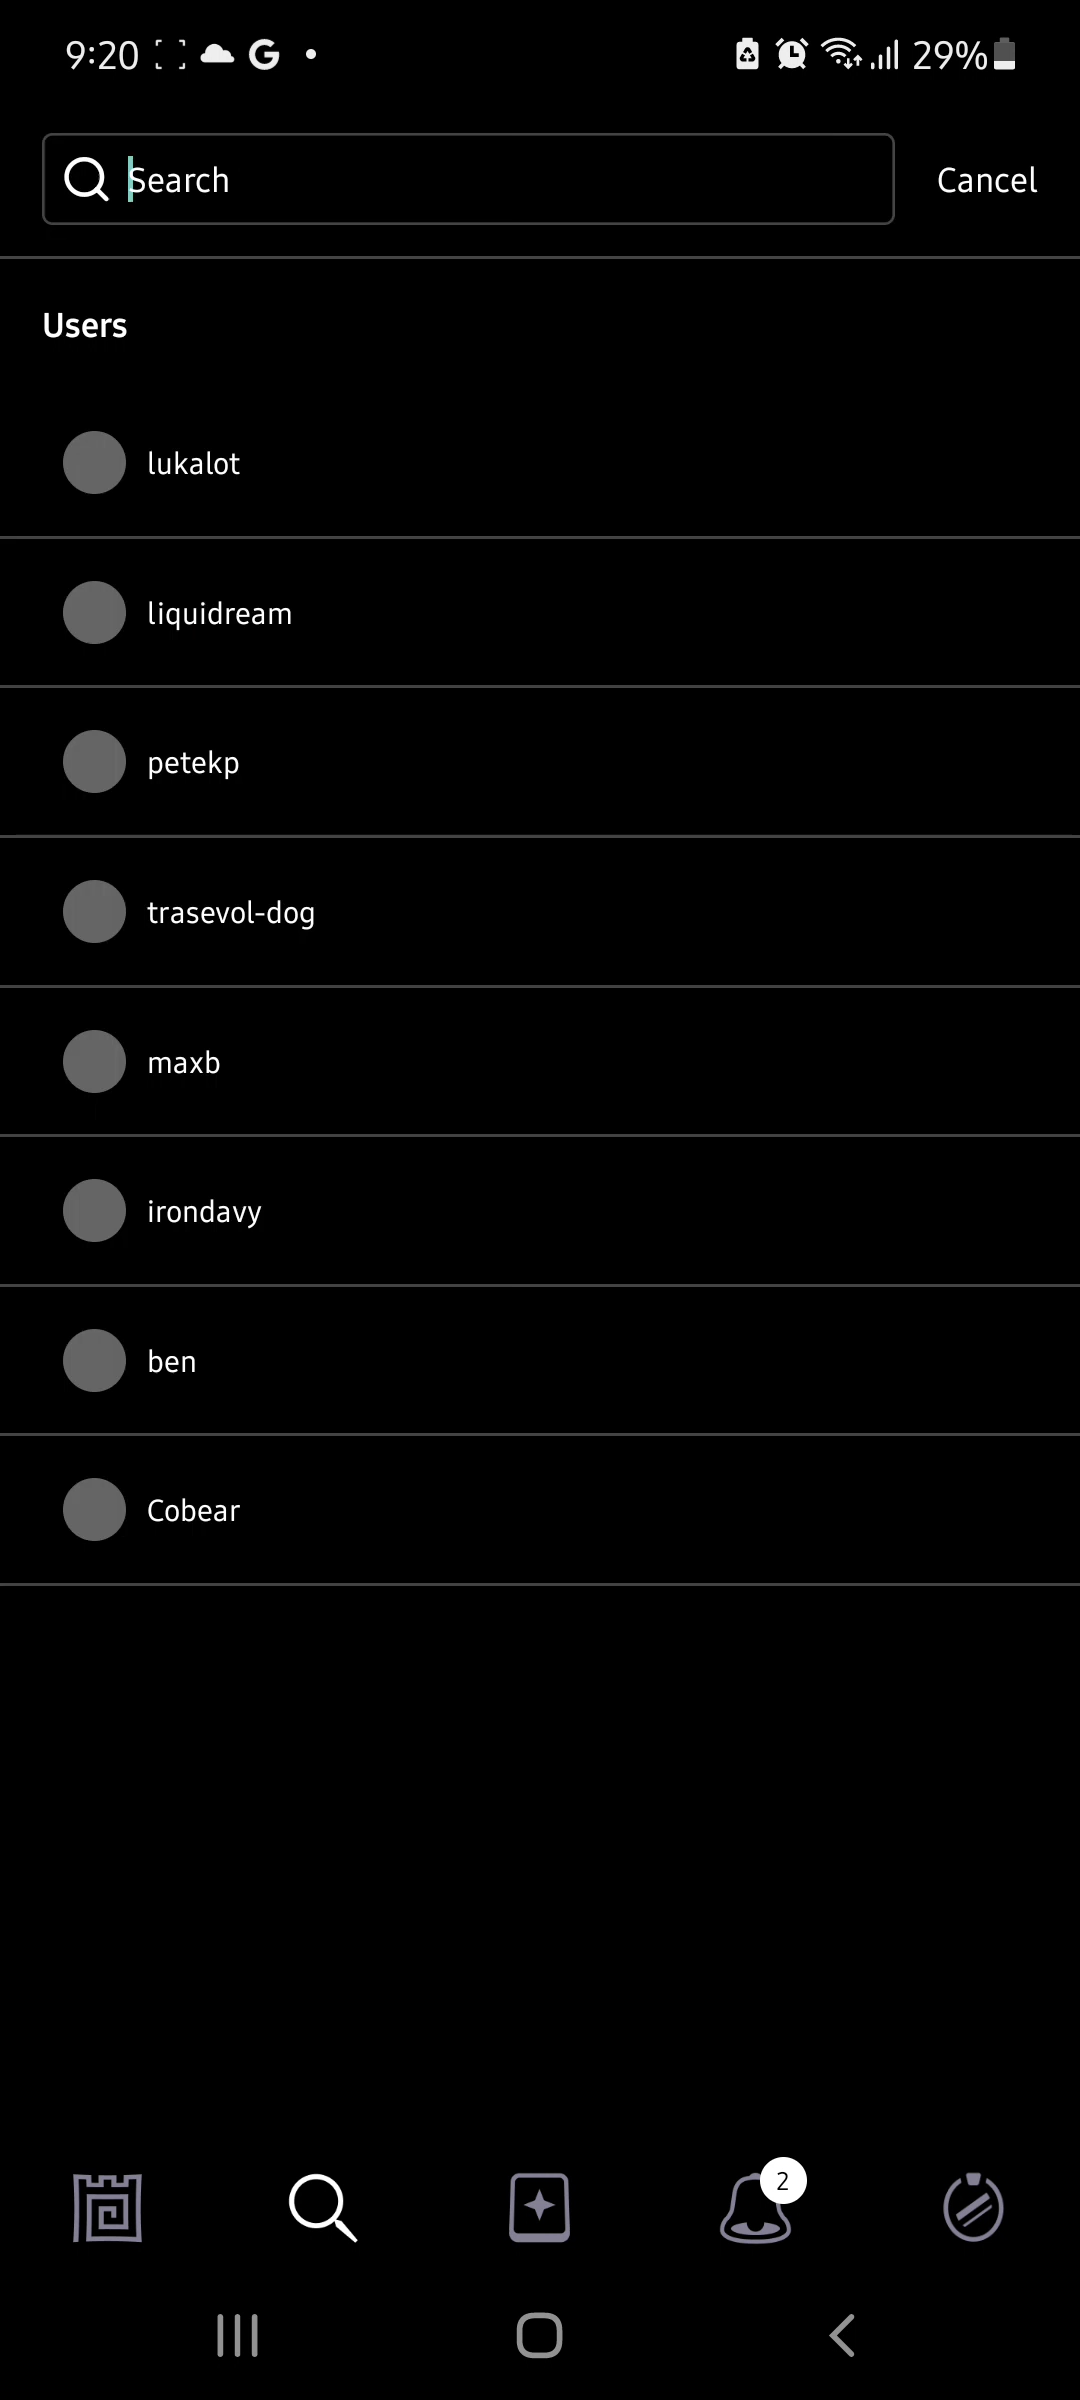 9:20
29%
Search
Cancel
Users
lukalot
liquidream
petekp
trasevol-dog
maxb
irondavy
ben
Cobear
2